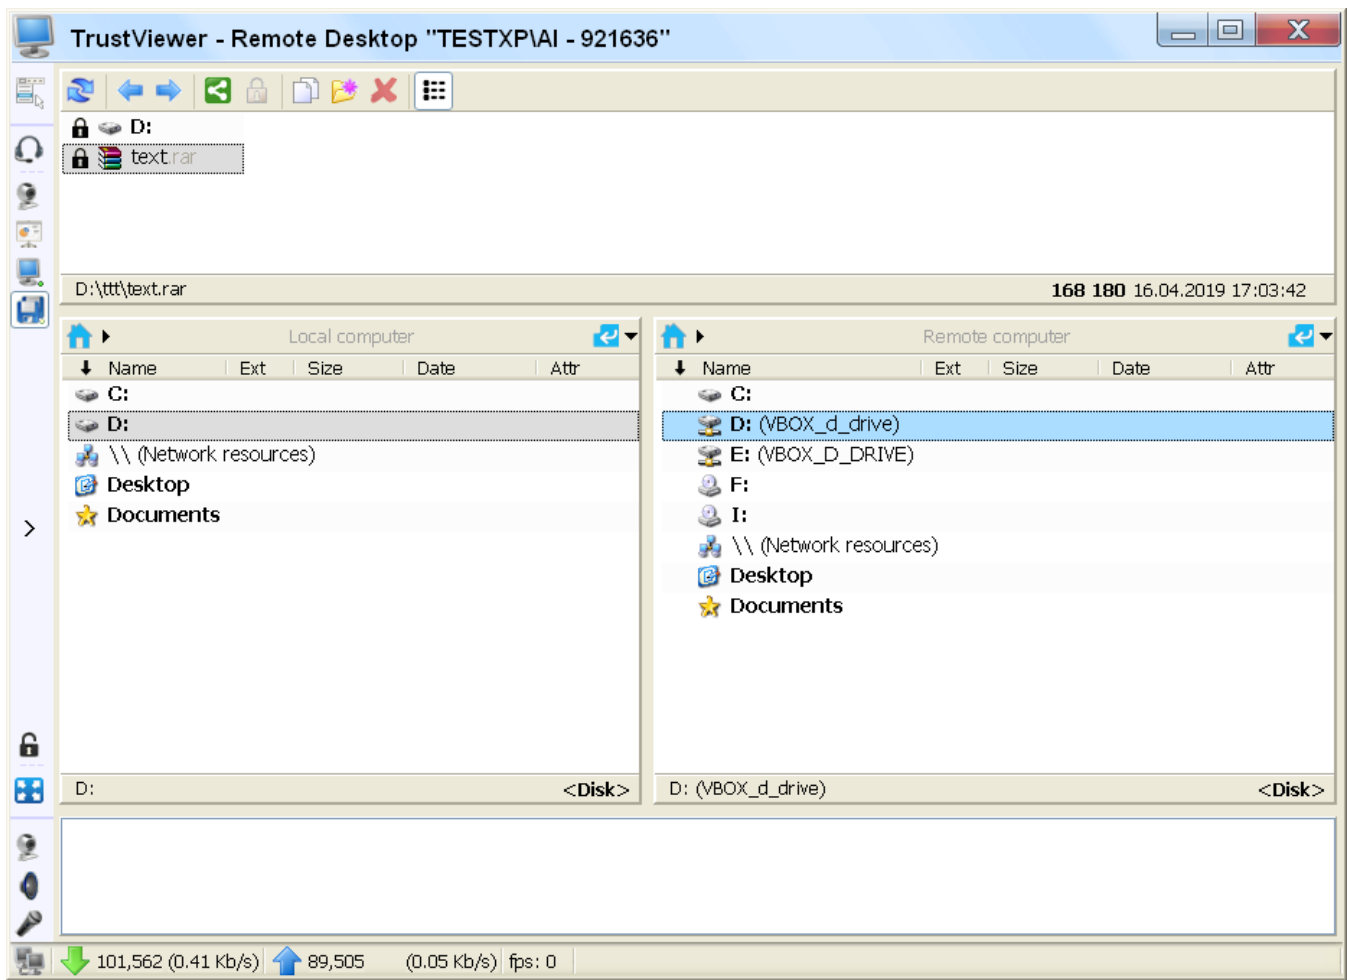 TrustViewer - Remote Desktop "TESTXP\AI - 921636"
D:
text.rar
D:\ttt\text.rar 168 180 16.04.2019 17:03:42
Local computer
Name Ext Size Date Attr
C:
D:
\\ (Network resources)
Desktop
Documents
D: <Disk>
Remote computer
Name Ext Size Date Attr
C:
D: (VBOX_d_drive)
E: (VBOX_D_DRIVE)
F:
I:
\\ (Network resources)
Desktop
Documents
D: (VBOX_d_drive) <Disk>
101,562 (0.41 Kb/s) 89,505 (0.05 Kb/s) fps: 0